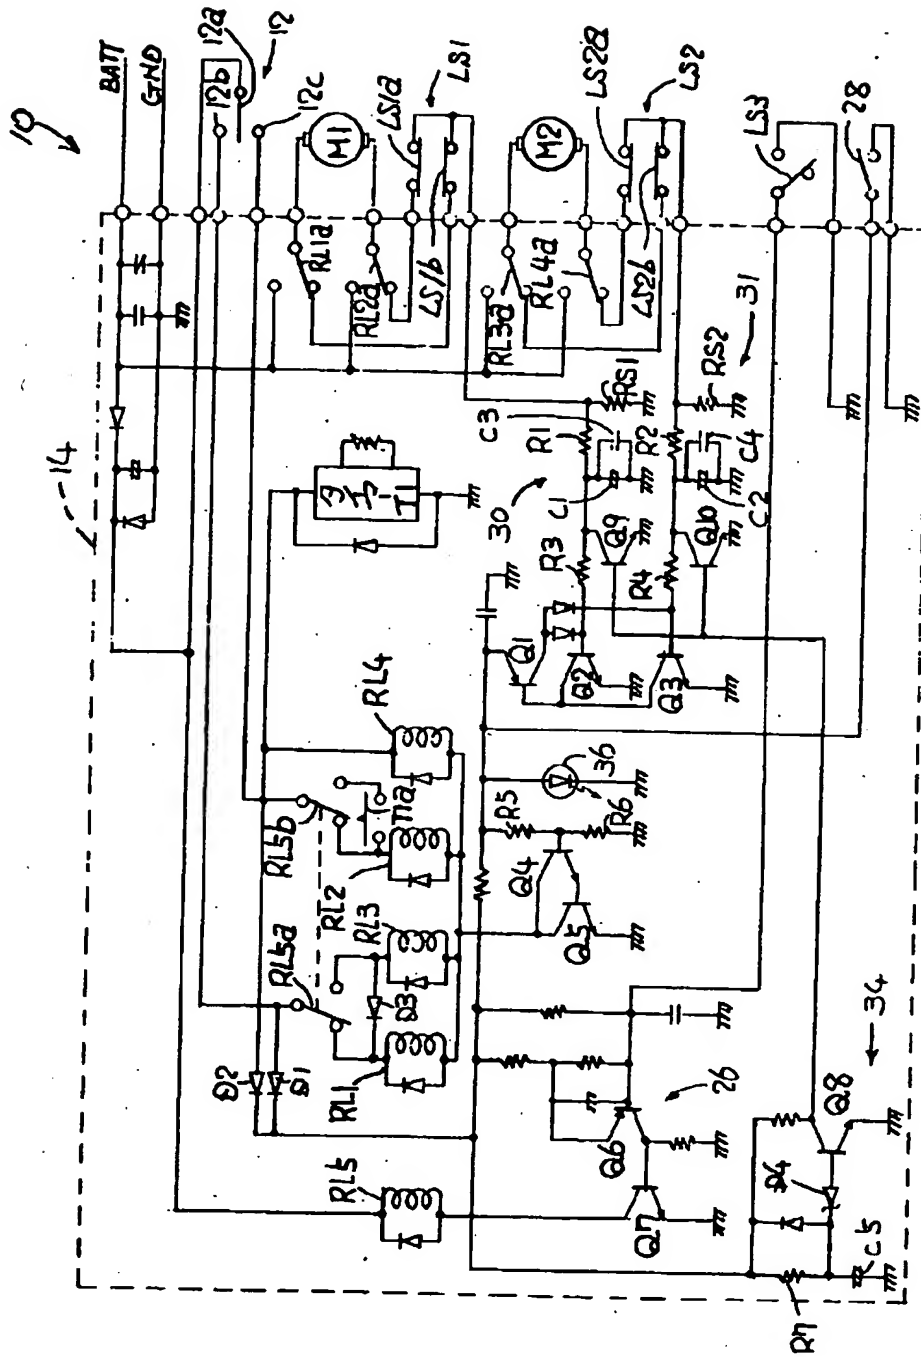 10
BATT
GND
12b
12a
12
12c
M1
LS1a
LS1
LS1b
M2
LS2a
LS2
LS2b
LS3
28
14
RL1a
RL2a
RL3a
RL4a
C3
RS1
R1
30
C1
R2
RS2
31
C4
C2
R3
Q9
R4
Q10
Q1
Q2
Q3
RL4
T1a
RL5b
RL2
RL3
RL5a
D3
RL1
D2
D1
RL5
R5
36
R6
Q4
Q5
26
Q6
Q7
34
Q8
D4
C5
R7